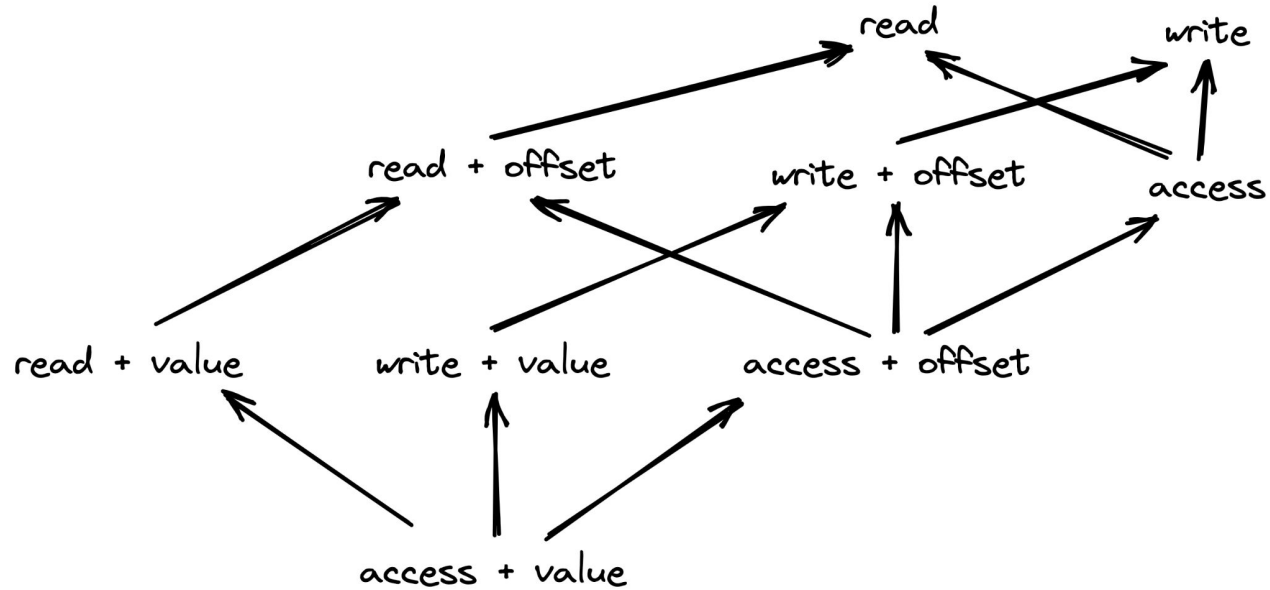 read
write
read + offset
write + offset
access
read + value
write + value
access + offset
access + value